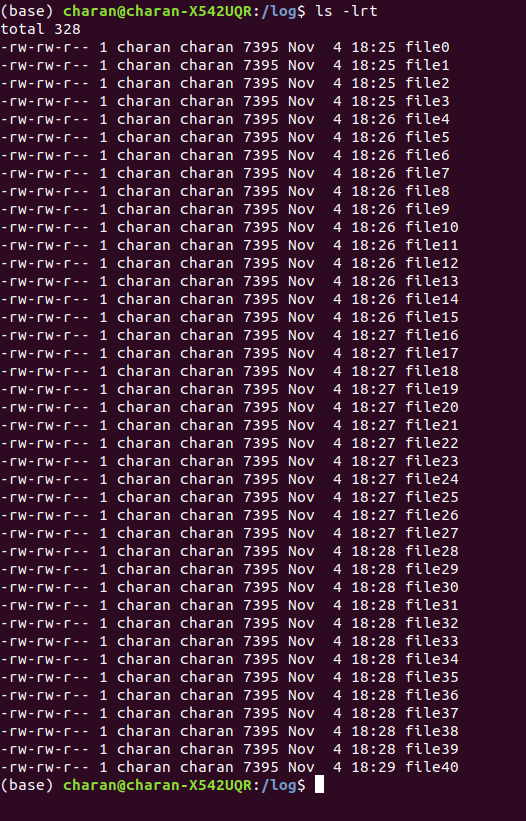 (base) charan@charan-X542UQR:/log$ ls -lrt
total 328
-rw-rw-r-- 1 charan charan 7395 Nov  4 18:25 file0
-rw-rw-r-- 1 charan charan 7395 Nov  4 18:25 file1
-rw-rw-r-- 1 charan charan 7395 Nov  4 18:25 file2
-rw-rw-r-- 1 charan charan 7395 Nov  4 18:25 file3
-rw-rw-r-- 1 charan charan 7395 Nov  4 18:26 file4
-rw-rw-r-- 1 charan charan 7395 Nov  4 18:26 file5
-rw-rw-r-- 1 charan charan 7395 Nov  4 18:26 file6
-rw-rw-r-- 1 charan charan 7395 Nov  4 18:26 file7
-rw-rw-r-- 1 charan charan 7395 Nov  4 18:26 file8
-rw-rw-r-- 1 charan charan 7395 Nov  4 18:26 file9
-rw-rw-r-- 1 charan charan 7395 Nov  4 18:26 file10
-rw-rw-r-- 1 charan charan 7395 Nov  4 18:26 file11
-rw-rw-r-- 1 charan charan 7395 Nov  4 18:26 file12
-rw-rw-r-- 1 charan charan 7395 Nov  4 18:26 file13
-rw-rw-r-- 1 charan charan 7395 Nov  4 18:26 file14
-rw-rw-r-- 1 charan charan 7395 Nov  4 18:26 file15
-rw-rw-r-- 1 charan charan 7395 Nov  4 18:27 file16
-rw-rw-r-- 1 charan charan 7395 Nov  4 18:27 file17
-rw-rw-r-- 1 charan charan 7395 Nov  4 18:27 file18
-rw-rw-r-- 1 charan charan 7395 Nov  4 18:27 file19
-rw-rw-r-- 1 charan charan 7395 Nov  4 18:27 file20
-rw-rw-r-- 1 charan charan 7395 Nov  4 18:27 file21
-rw-rw-r-- 1 charan charan 7395 Nov  4 18:27 file22
-rw-rw-r-- 1 charan charan 7395 Nov  4 18:27 file23
-rw-rw-r-- 1 charan charan 7395 Nov  4 18:27 file24
-rw-rw-r-- 1 charan charan 7395 Nov  4 18:27 file25
-rw-rw-r-- 1 charan charan 7395 Nov  4 18:27 file26
-rw-rw-r-- 1 charan charan 7395 Nov  4 18:27 file27
-rw-rw-r-- 1 charan charan 7395 Nov  4 18:28 file28
-rw-rw-r-- 1 charan charan 7395 Nov  4 18:28 file29
-rw-rw-r-- 1 charan charan 7395 Nov  4 18:28 file30
-rw-rw-r-- 1 charan charan 7395 Nov  4 18:28 file31
-rw-rw-r-- 1 charan charan 7395 Nov  4 18:28 file32
-rw-rw-r-- 1 charan charan 7395 Nov  4 18:28 file33
-rw-rw-r-- 1 charan charan 7395 Nov  4 18:28 file34
-rw-rw-r-- 1 charan charan 7395 Nov  4 18:28 file35
-rw-rw-r-- 1 charan charan 7395 Nov  4 18:28 file36
-rw-rw-r-- 1 charan charan 7395 Nov  4 18:28 file37
-rw-rw-r-- 1 charan charan 7395 Nov  4 18:28 file38
-rw-rw-r-- 1 charan charan 7395 Nov  4 18:28 file39
-rw-rw-r-- 1 charan charan 7395 Nov  4 18:29 file40
(base) charan@charan-X542UQR:/log$